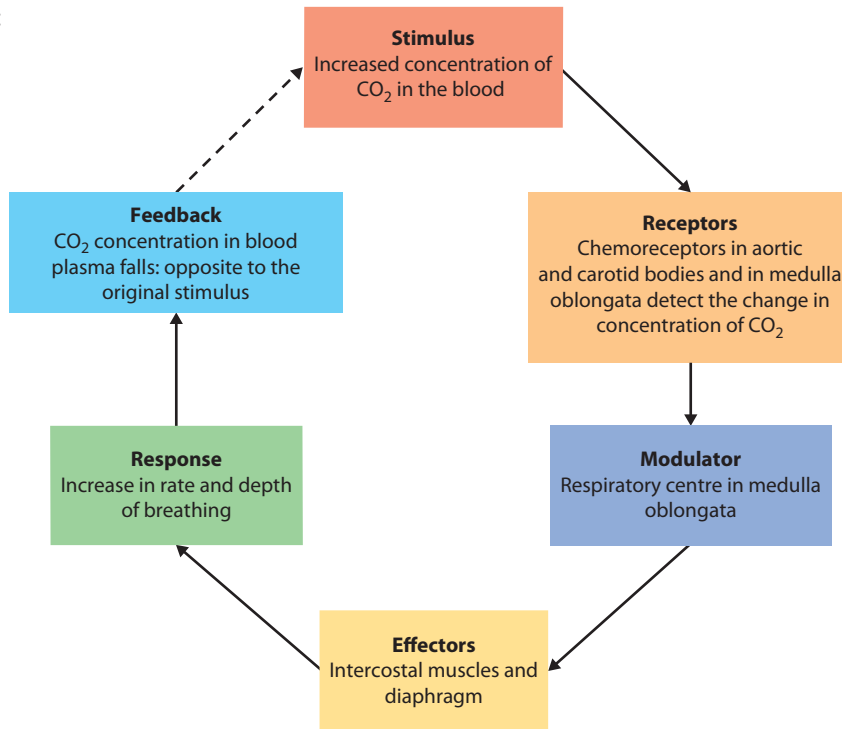 Stimulus
Increased concentration of
CO₂ in the blood
Receptors
Chemoreceptors in aortic
and carotid bodies and in medulla
oblongata detect the change in
concentration of CO₂
Modulator
Respiratory centre in medulla
oblongata
Effectors
Intercostal muscles and
diaphragm
Response
Increase in rate and depth
of breathing
Feedback
CO₂ concentration in blood
plasma falls: opposite to the
original stimulus